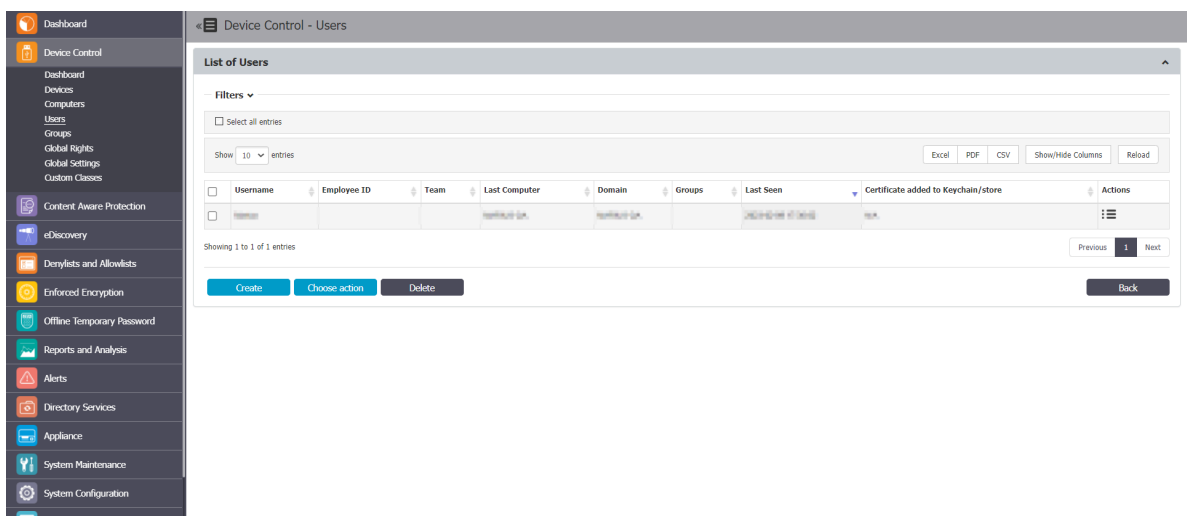 Dashboard
Device Control
Dashboard
Devices
Computers
Users
Groups
Global Rights
Global Settings
Custom Classes
Content Aware Protection
eDiscovery
Denylists and Allowlists
Enforced Encryption
Offline Temporary Password
Reports and Analysis
Alerts
Directory Services
Appliance
System Maintenance
System Configuration
« Device Control - Users
List of Users
Filters
Select all entries
Show 10 entries
Excel PDF CSV Show/Hide Columns Reload
Username Employee ID Team Last Computer Domain Groups Last Seen Certificate added to Keychain/store Actions
Showing 1 to 1 of 1 entries
Previous 1 Next
Create Choose action Delete Back